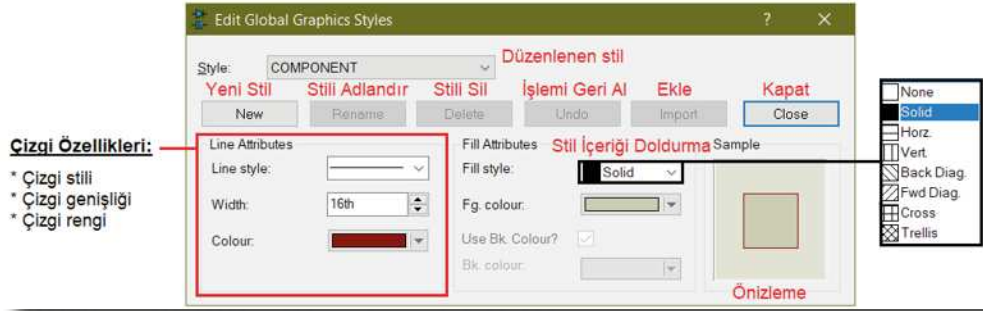 Edit Global Graphics Styles ? ×
Style: COMPONENT Düzenlenen stil
Yeni Stil Stili Adlandır Stili Sil İşlemi Geri Al Ekle Kapat
New Rename Delete Undo Import Close
Çizgi Özellikleri:
* Çizgi stili
* Çizgi genişliği
* Çizgi rengi
Line Attributes
Line style:
Width: 16th
Colour:
Fill Attributes Stil İçeriği Doldurma
Fill style: Solid
Fg. colour:
Use Bk. Colour?
Bk. colour:
Sample
Önizleme
None
Solid
Horz.
Vert.
Back Diag.
Fwd Diag.
Cross
Trellis